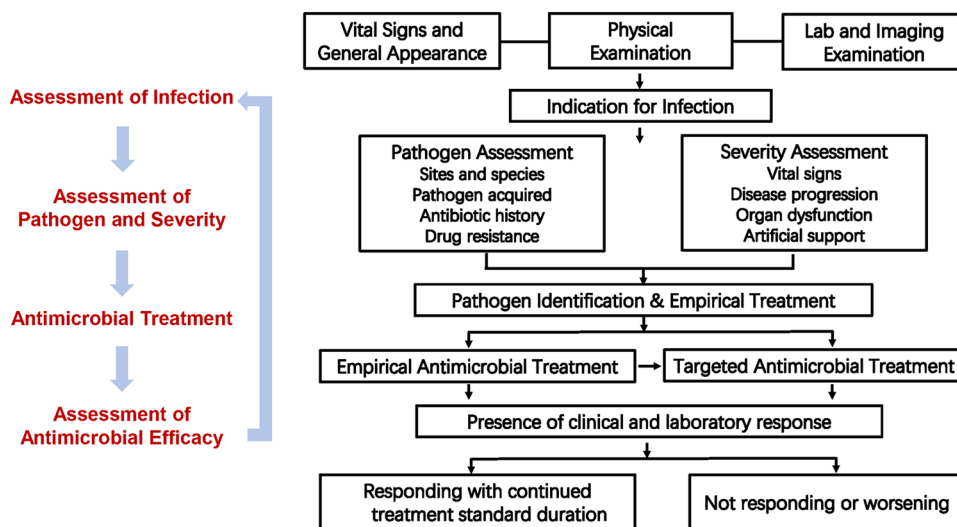 Assessment of Infection
Assessment of
Pathogen and Severity
Antimicrobial Treatment
Assessment of
Antimicrobial Efficacy
Vital Signs and
General Appearance
Physical
Examination
Lab and Imaging
Examination
Indication for Infection
Pathogen Assessment
Sites and species
Pathogen acquired
Antibiotic history
Drug resistance
Severity Assessment
Vital signs
Disease progression
Organ dysfunction
Artificial support
Pathogen Identification & Empirical Treatment
Empirical Antimicrobial Treatment
Targeted Antimicrobial Treatment
Presence of clinical and laboratory response
Responding with continued
treatment standard duration
Not responding or worsening